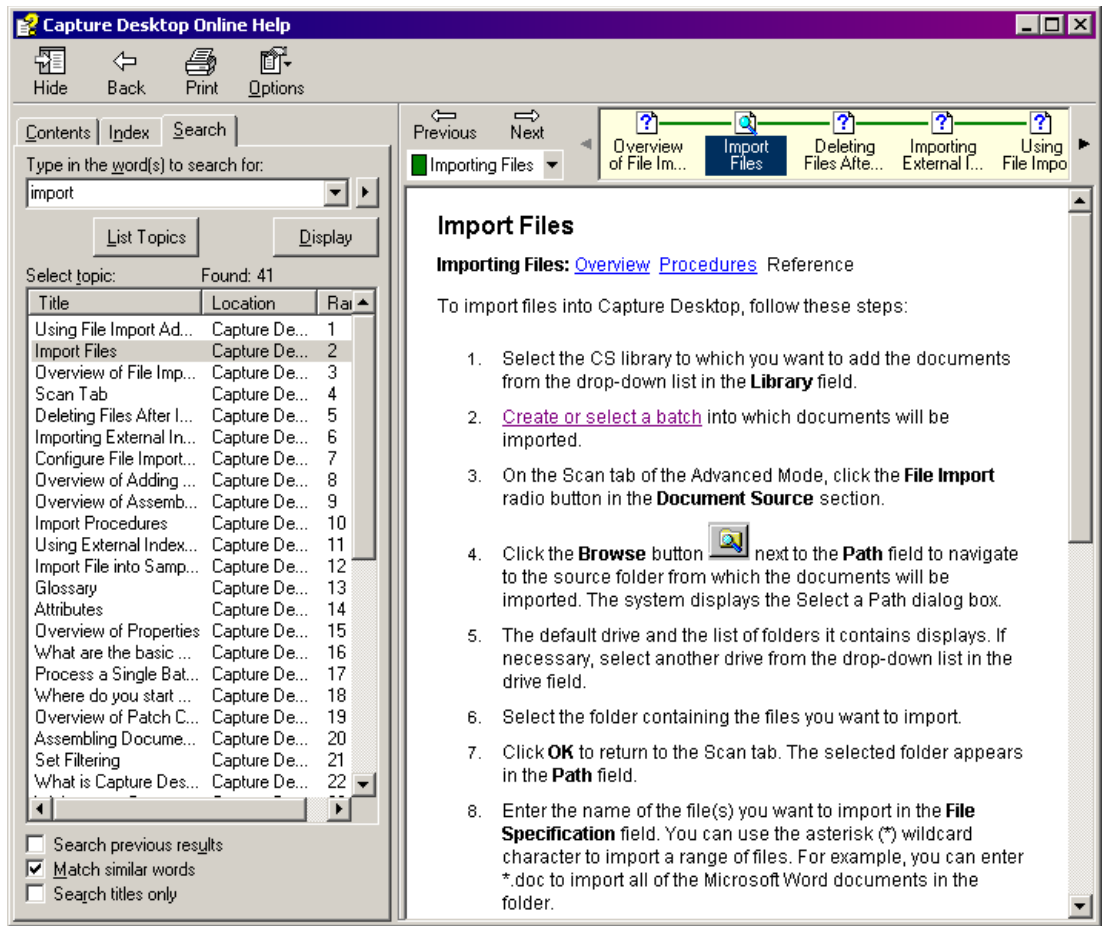 Capture Desktop Online Help
Hide Back Print Options
Contents Index Search
Type in the word(s) to search for:
import
List Topics Display
Select topic: Found: 41
Title Location Ra
Using File Import Ad... Capture De... 1
Import Files Capture De... 2
Overview of File Imp... Capture De... 3
Scan Tab Capture De... 4
Deleting Files After I... Capture De... 5
Importing External In... Capture De... 6
Configure File Import... Capture De... 7
Overview of Adding ... Capture De... 8
Overview of Assemb... Capture De... 9
Import Procedures Capture De... 10
Using External Index... Capture De... 11
Import File into Samp... Capture De... 12
Glossary Capture De... 13
Attributes Capture De... 14
Overview of Properties Capture De... 15
What are the basic ... Capture De... 16
Process a Single Bat... Capture De... 17
Where do you start ... Capture De... 18
Overview of Patch C... Capture De... 19
Assembling Docume... Capture De... 20
Set Filtering Capture De... 21
What is Capture Des... Capture De... 22
Search previous results
Match similar words
Search titles only
Previous Next
Importing Files
Overview
of File Im...
Import
Files
Deleting
Files Afte...
Importing
External I...
Using
File Impo
Import Files
Importing Files: Overview Procedures Reference
To import files into Capture Desktop, follow these steps:
1. Select the CS library to which you want to add the documents
from the drop-down list in the Library field.
2. Create or select a batch into which documents will be
imported.
3. On the Scan tab of the Advanced Mode, click the File Import
radio button in the Document Source section.
4. Click the Browse button next to the Path field to navigate
to the source folder from which the documents will be
imported. The system displays the Select a Path dialog box.
5. The default drive and the list of folders it contains displays. If
necessary, select another drive from the drop-down list in the
drive field.
6. Select the folder containing the files you want to import.
7. Click OK to return to the Scan tab. The selected folder appears
in the Path field.
8. Enter the name of the file(s) you want to import in the File
Specification field. You can use the asterisk (*) wildcard
character to import a range of files. For example, you can enter
*.doc to import all of the Microsoft Word documents in the
folder.